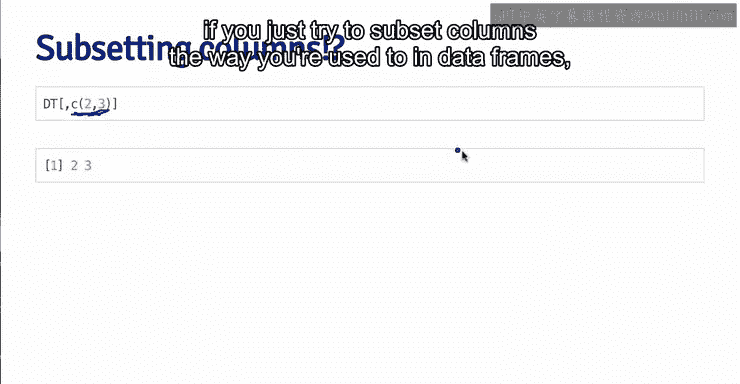 if you just try to subset columns
Subsetting columns!?
the way you're used to in data frames,
DT[,c(2,3)]
[1] 2 3